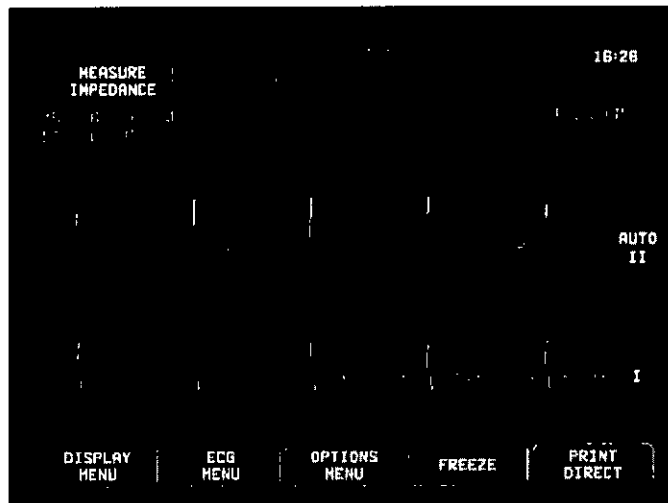 16:28
MEASURE
IMPEDANCE
AUTO
II
I
DISPLAY
MENU
ECG
MENU
OPTIONS
MENU
FREEZE
PRINT
DIRECT